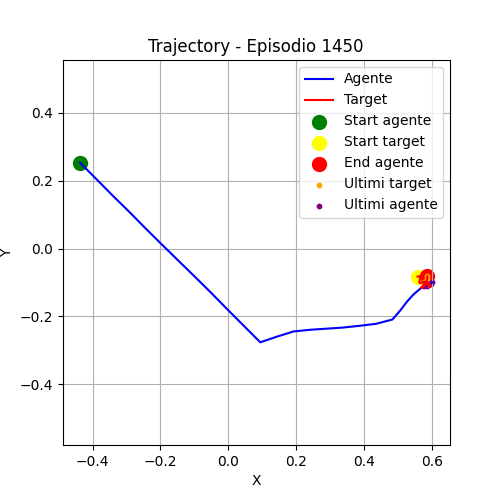 Trajectory - Episodio 1450
Agente
Target
Start agente
Start target
End agente
Ultimi target
Ultimi agente
Y
0.4
0.2
0.0
−0.2
−0.4
−0.4
−0.2
0.0
0.2
0.4
0.6
X